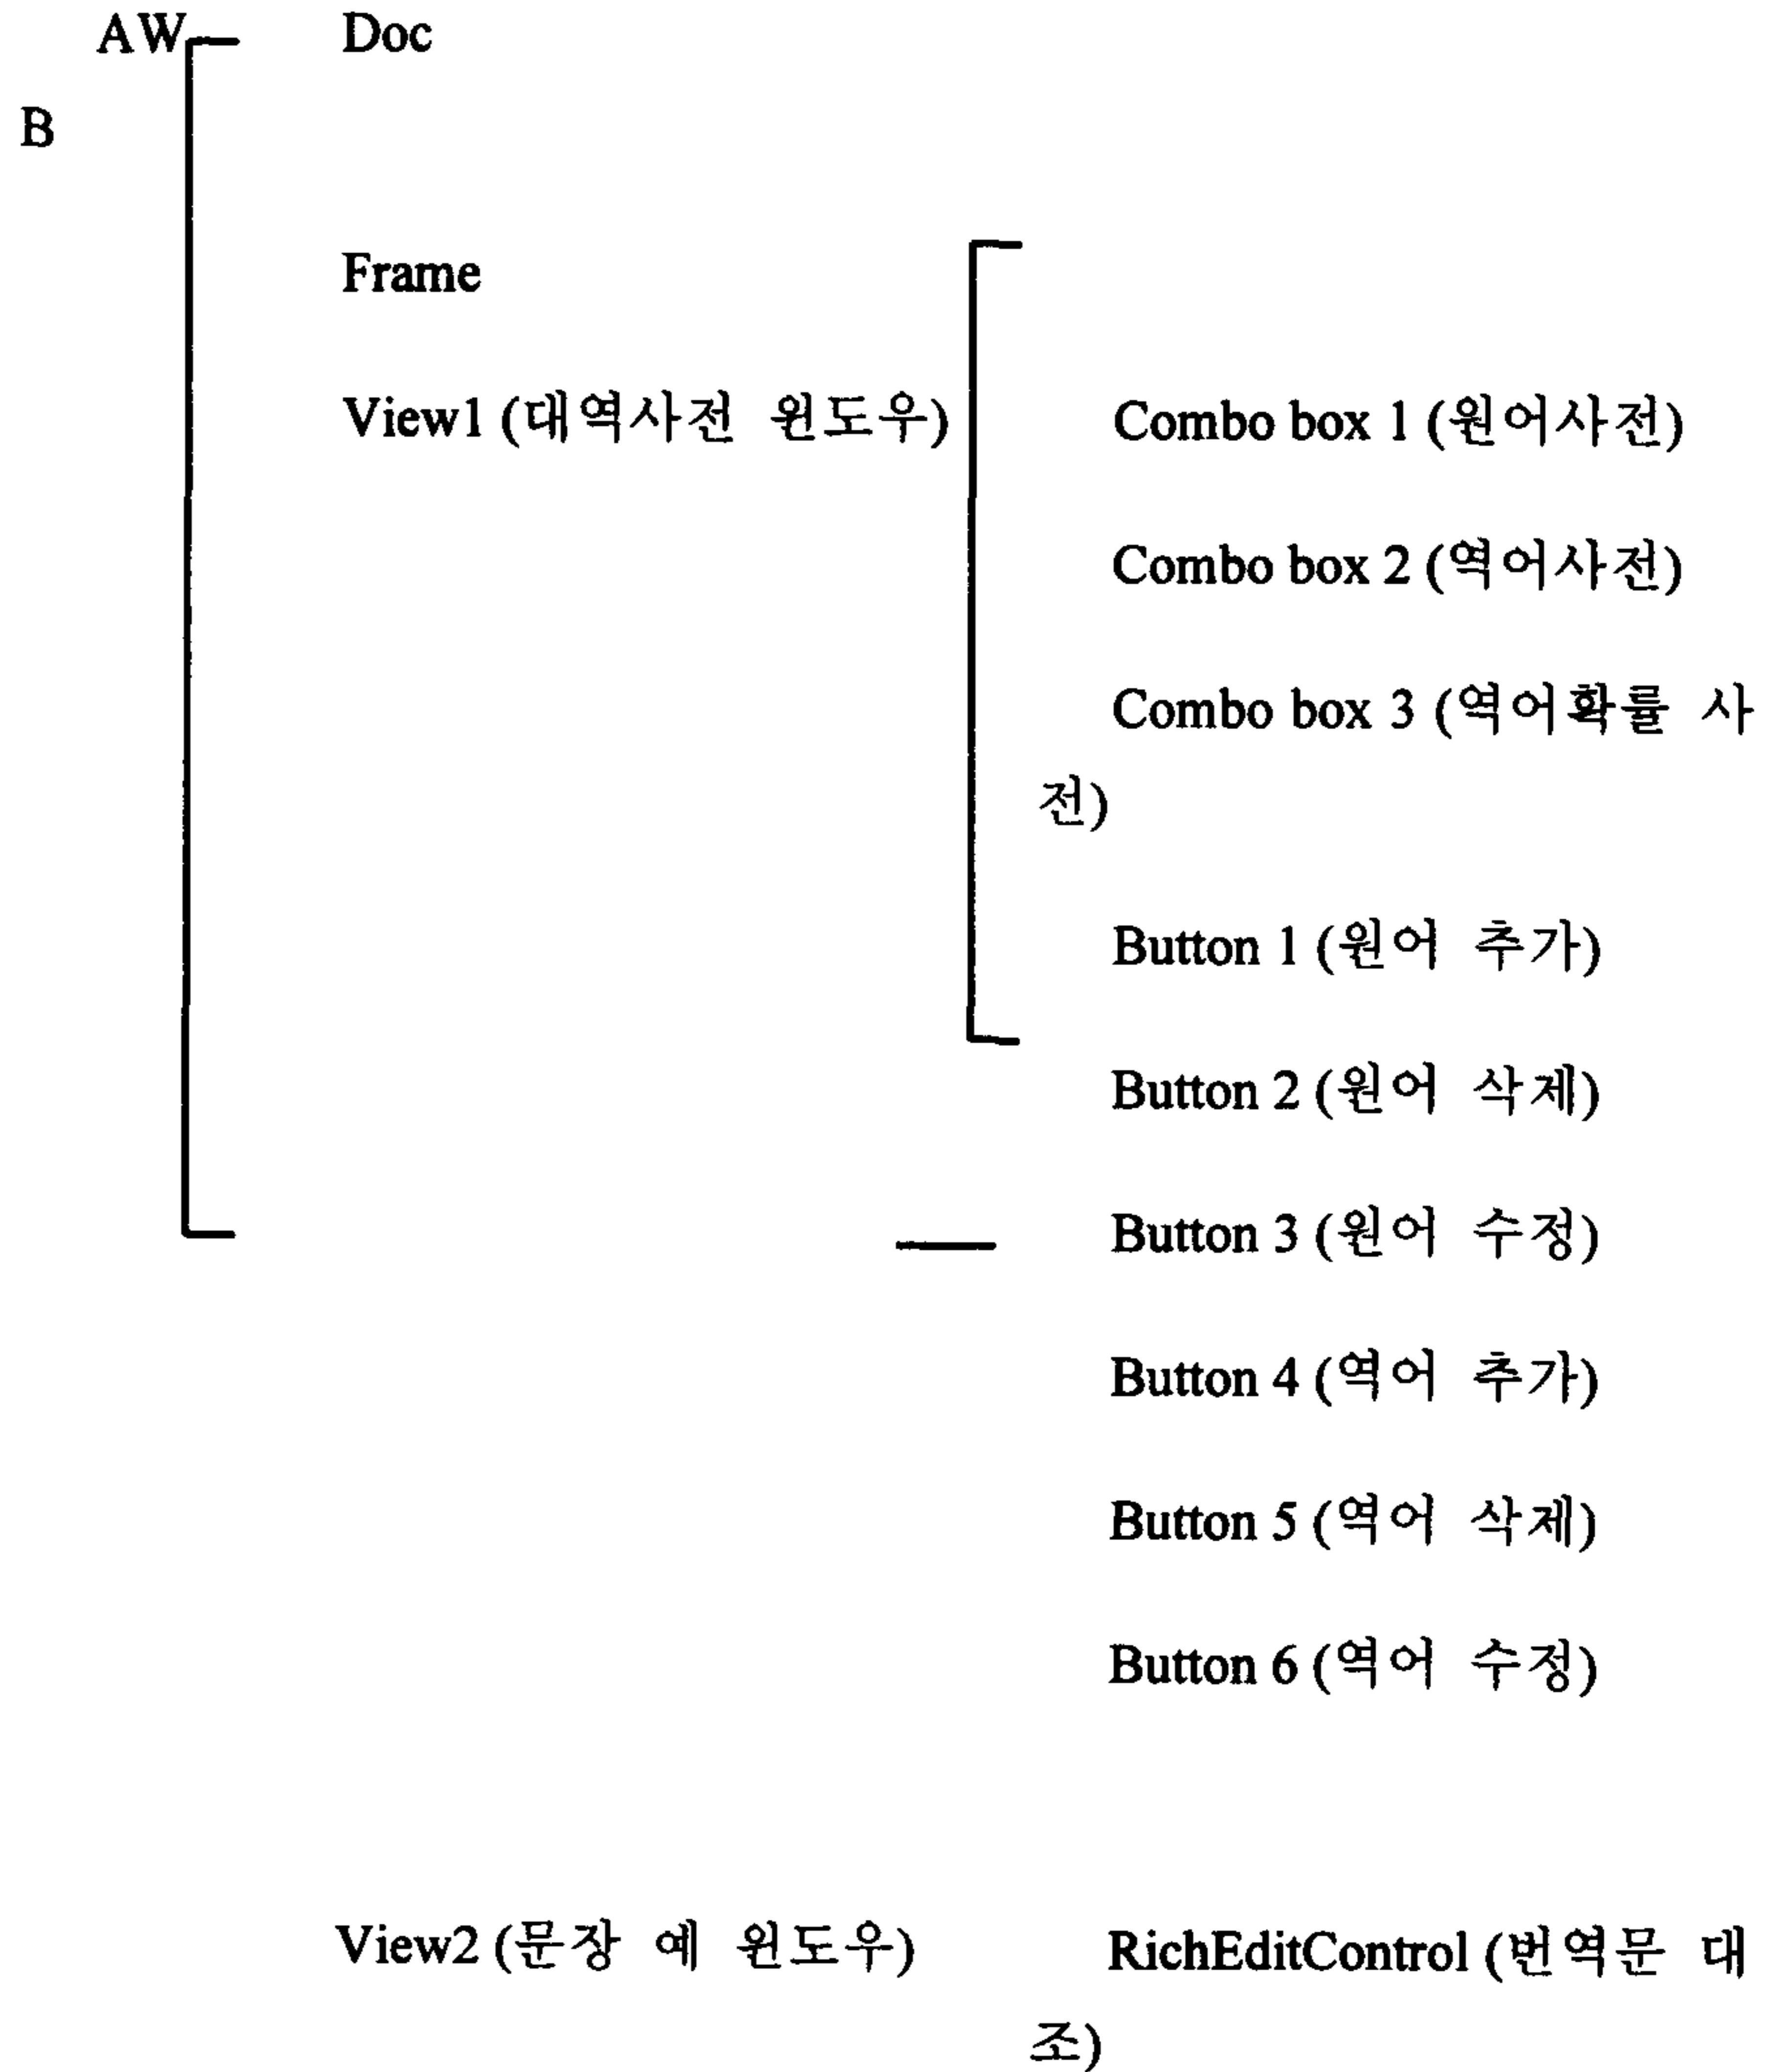 AW Doc
B
Frame
View1 (대역사전 윈도우) Combo box 1 (원어사전)
Combo box 2 (역어사전)
Combo box 3 (역어확률 사
전)
Button 1 (원어 추가)
Button 2 (원어 삭제)
Button 3 (원어 수정)
Button 4 (역어 추가)
Button 5 (역어 삭제)
Button 6 (역어 수정)
View2 (문장 예 윈도우) RichEditControl (번역문 대
조)